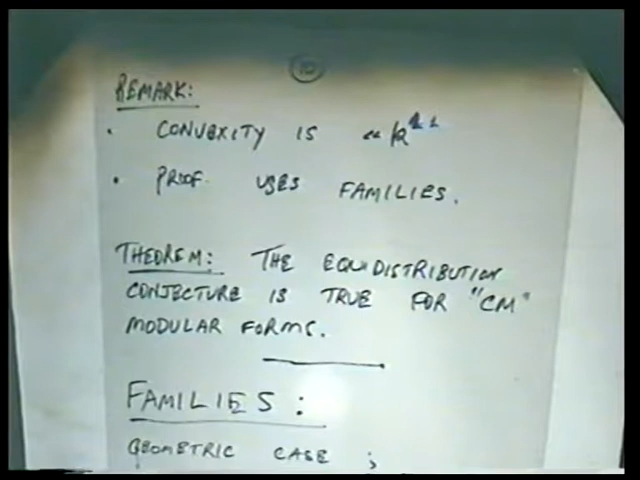 10
REMARK:
• CONVEXITY IS "k
• PROOF USES FAMILIES.
THEOREM: THE EQUIDISTRIBUTION
CONJECTURE IS TRUE FOR "CM"
MODULAR FORMS.
FAMILIES:
GEOMETRIC CASE ;